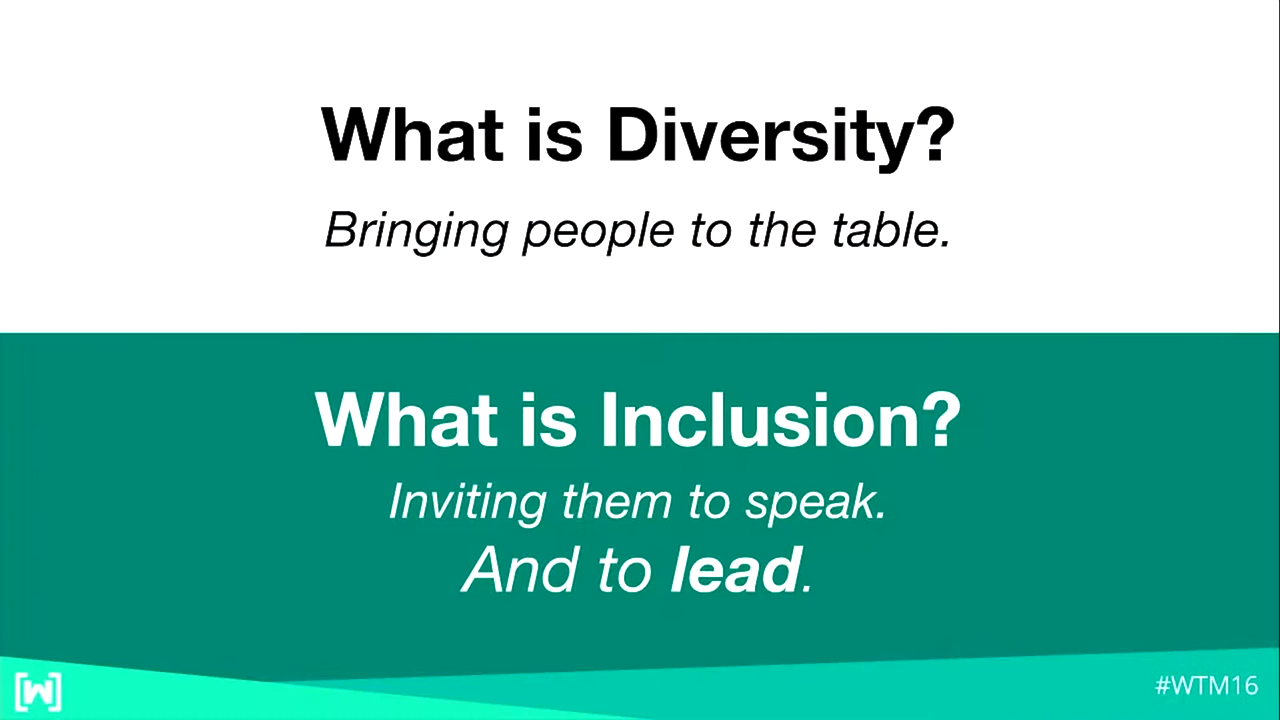 What is Diversity?
Bringing people to the table.
What is Inclusion?
Inviting them to speak.
And to lead.
[W]
#WTM16